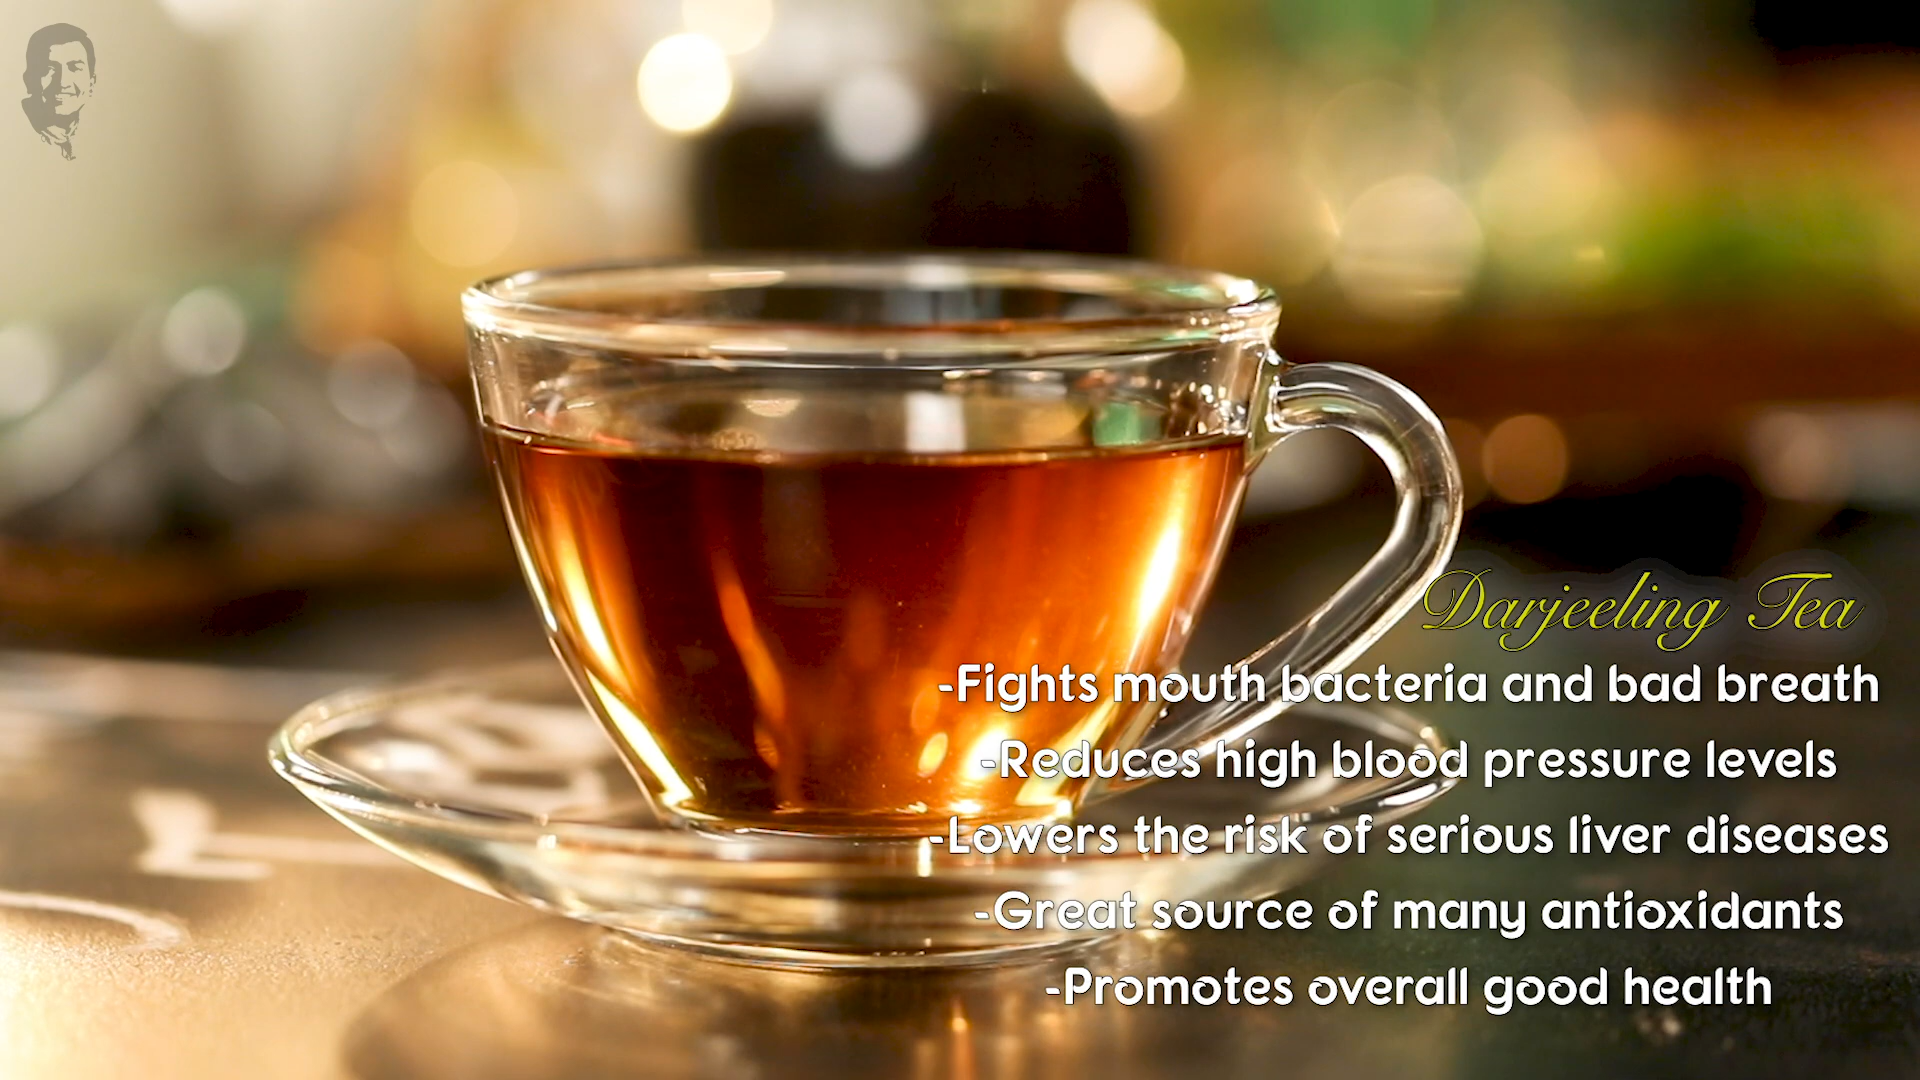 Darjeeling Tea
-Fights mouth bacteria and bad breath
-Reduces high blood pressure levels
-Lowers the risk of serious liver diseases
-Great source of many antioxidants
-Promotes overall good health